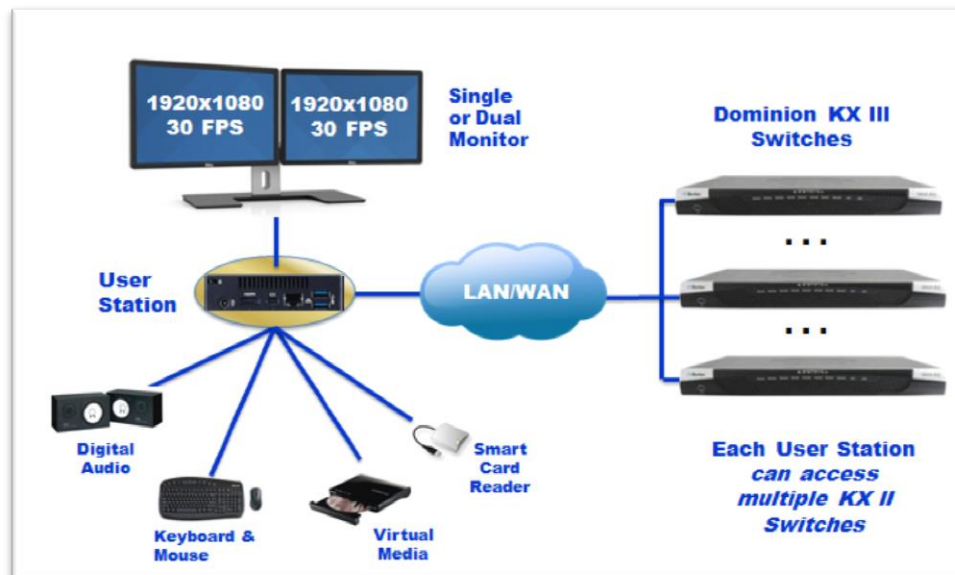 1920x1080
30 FPS
1920x1080
30 FPS
Single
or Dual
Monitor
Dominion KX III
Switches
...
User
Station
LAN/WAN
...
Digital
Audio
Keyboard &
Mouse
Virtual
Media
Smart
Card
Reader
Each User Station
can access
multiple KX II
Switches